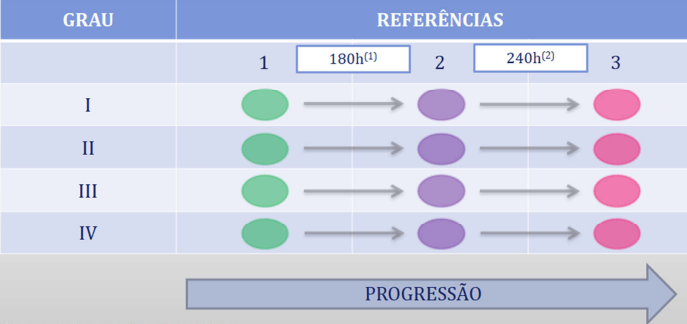 GRAU REFERÊNCIAS
1 180h(1) 2 240h(2) 3
I
II
III
IV
PROGRESSÃO